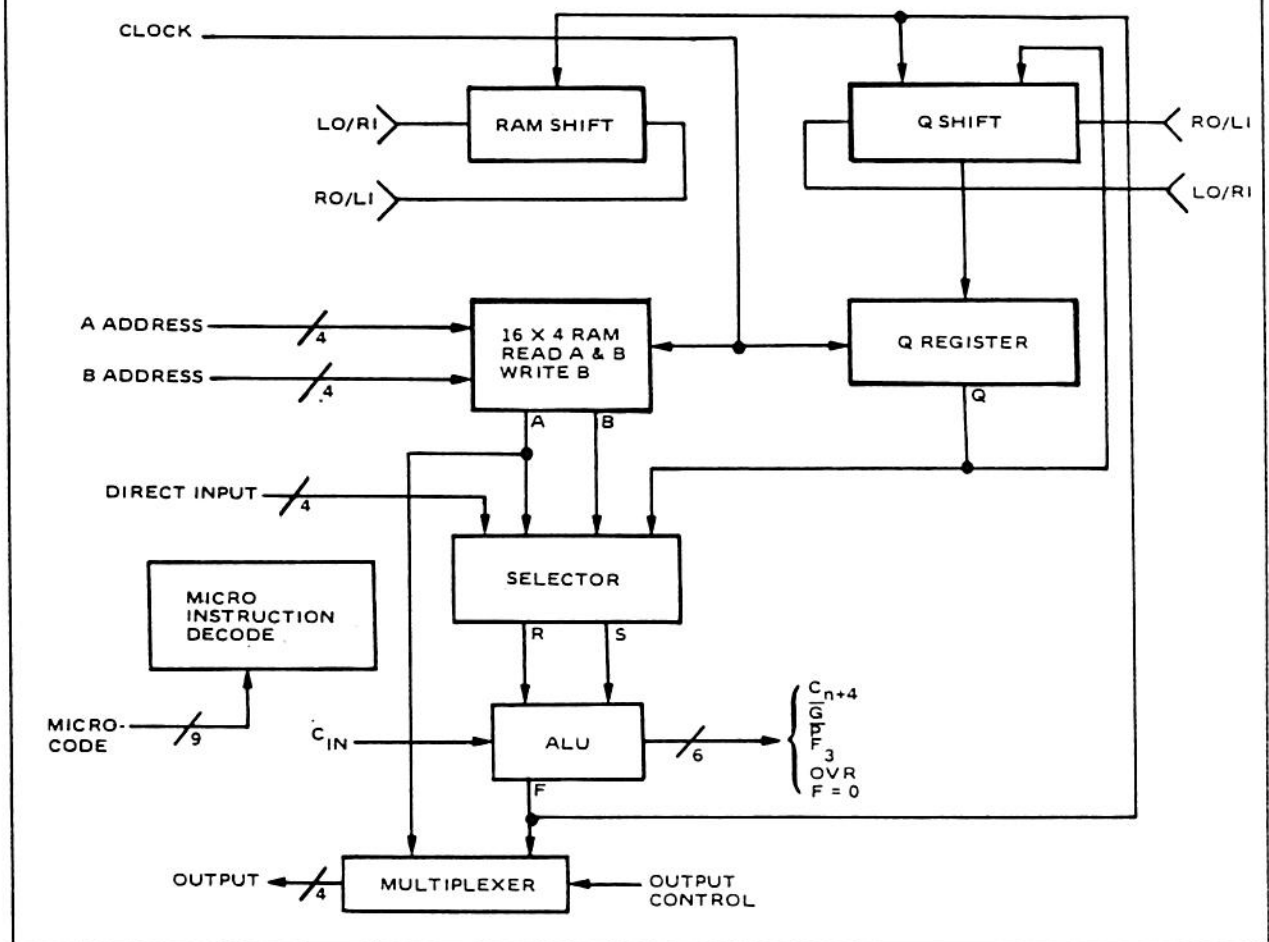 CLOCK
LO/RI
RAM SHIFT
RO/LI
Q SHIFT
RO/LI
LO/RI
A ADDRESS
4
B ADDRESS
4
16 X 4 RAM
READ A & B
WRITE B
Q REGISTER
A
B
Q
DIRECT INPUT
4
SELECTOR
MICRO
INSTRUCTION
DECODE
R
S
MICRO-
CODE
9
C IN
ALU
6
C n+4
G̅
P̅
F 3
OVR
F = 0
F
OUTPUT
4
MULTIPLEXER
OUTPUT
CONTROL